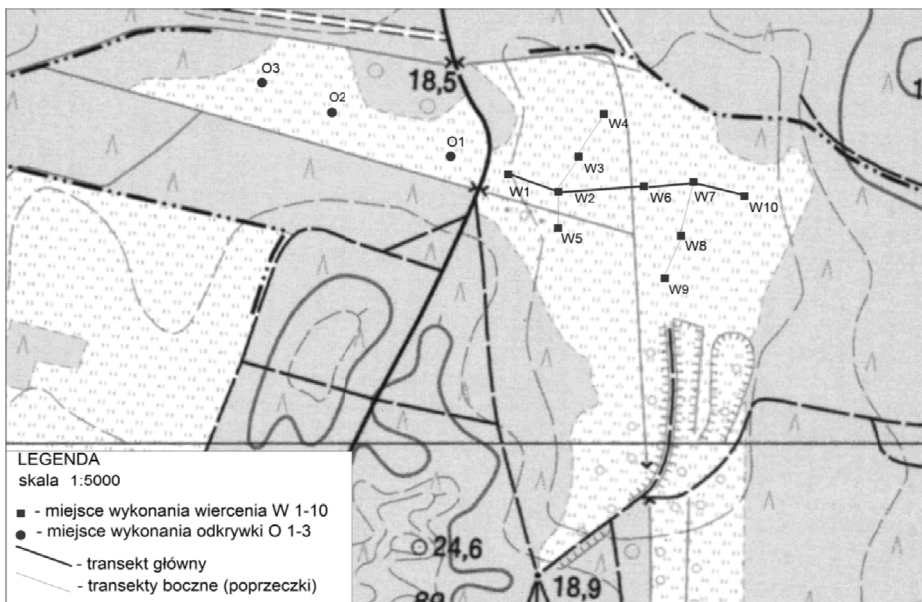 O3
O2
18,5
O1
W4
W3
W1
W2
W6
W7
W10
W5
W8
W9
LEGENDA
skala 1:5000
- miejsce wykonania wiercenia W 1-10
- miejsce wykonania odkrywki O 1-3
- transekt główny
- transekty boczne (poprzeczki)
24,6
18,9